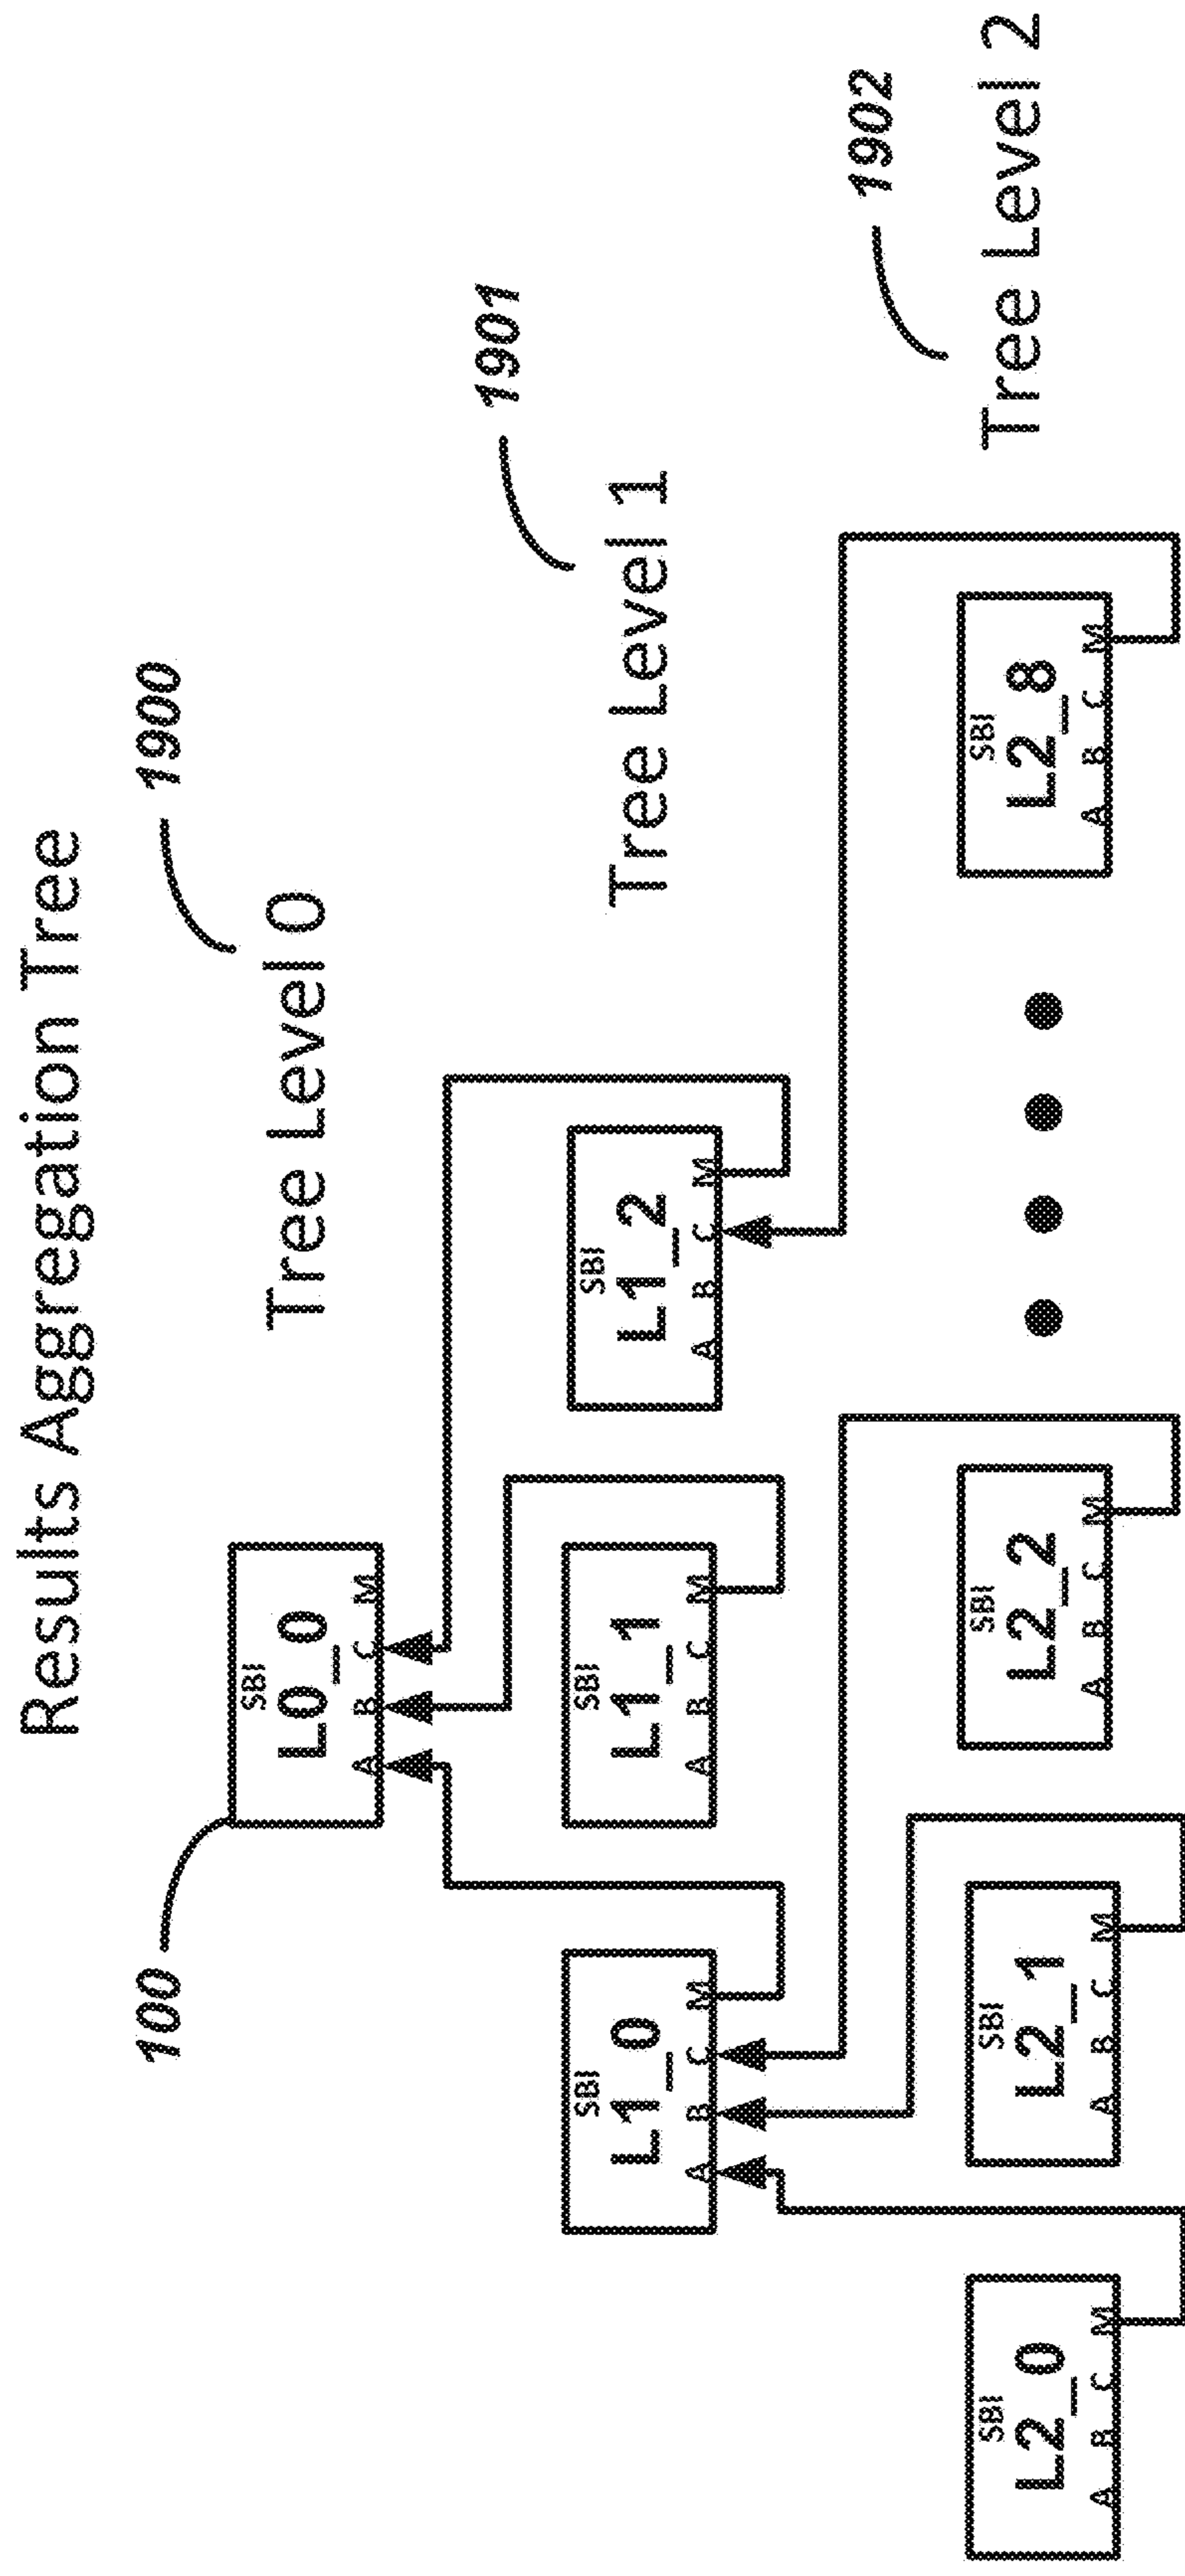 Results Aggregation Tree
100
1900
SBI
L0_0
A B C M
Tree Level 0
1901
SBI
L1_0
A B C M
SBI
L1_1
A B C M
SBI
L1_2
A B C M
Tree Level 1
1902
SBI
L2_0
A B C M
SBI
L2_1
A B C M
SBI
L2_2
A B C M
SBI
L2_8
A B C M
Tree Level 2